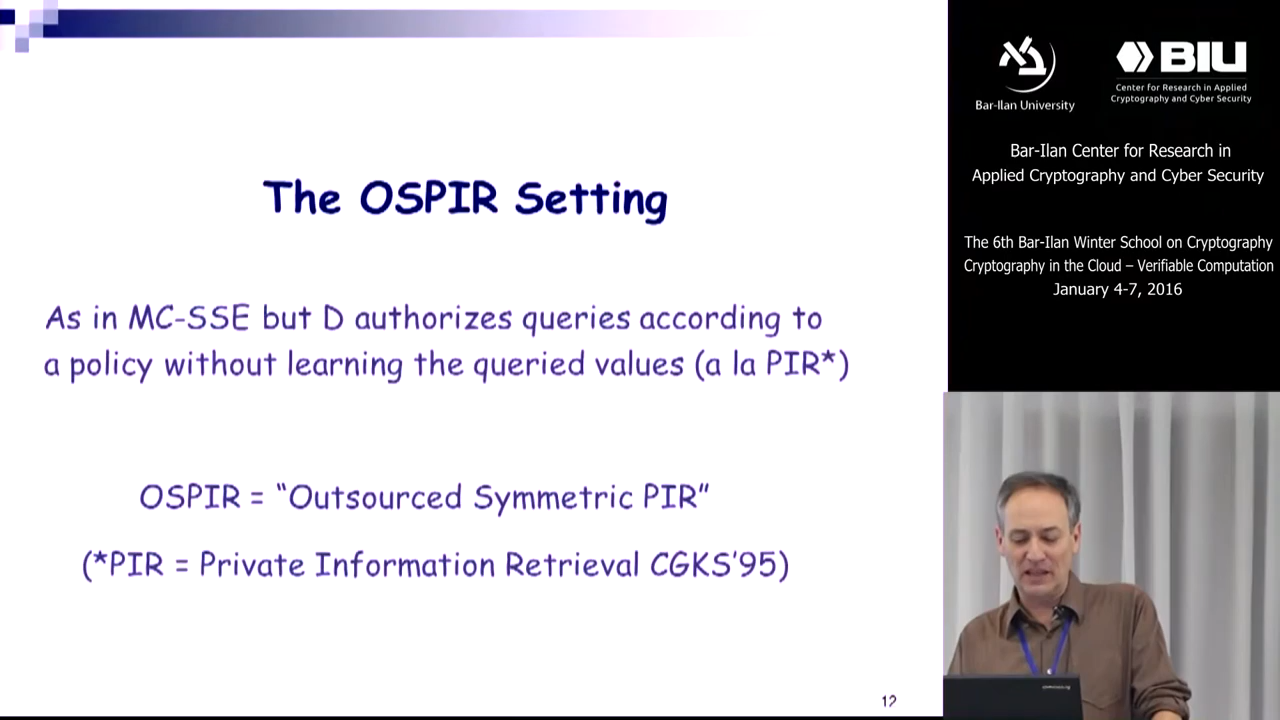 The OSPIR Setting
As in MC-SSE but D authorizes queries according to
a policy without learning the queried values (a la PIR*)
OSPIR = “Outsourced Symmetric PIR”
(*PIR = Private Information Retrieval CGKS’95)
12
Bar-Ilan University
BIU
Center for Research in Applied
Cryptography and Cyber Security
Bar-Ilan Center for Research in
Applied Cryptography and Cyber Security
The 6th Bar-Ilan Winter School on Cryptography
Cryptography in the Cloud – Verifiable Computation
January 4-7, 2016